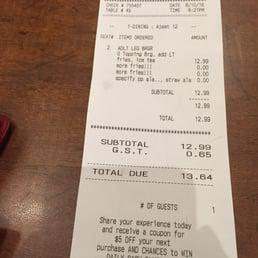 CHECK # 755407 DATE 8/10/16
TABLE # 45 TIME 6:27PM
1-DINING : Ajeet 12
SEAT# ITEMS ORDERED AMOUNT
2 ADLT LEG BRGR
0 Topping Brg, add LT
fries, ice tea 12.99
more fries!!! 0.00
more fries!!! 0.00
specify pp ala.., straw ala 0.00
SUBTOTAL 12.99
12.99
TOTAL 12.99
SUBTOTAL 12.99
G.S.T. 0.65
TOTAL DUE 13.64
# OF GUESTS 1
Share your experience today
and receive a coupon for
$5 OFF your next
purchase AND CHANCES to WIN